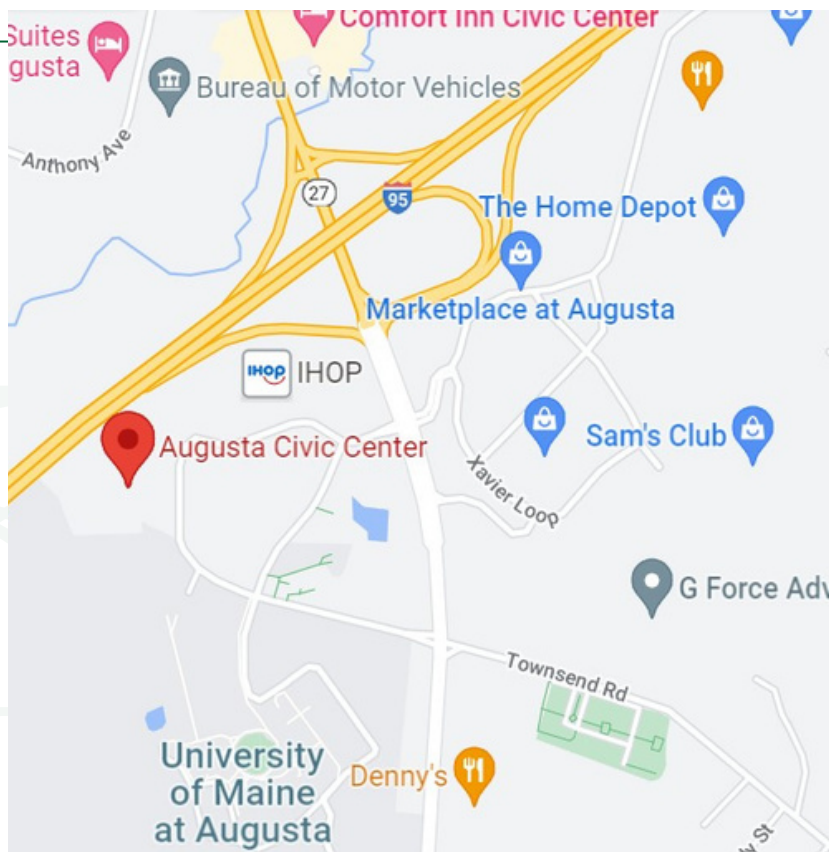 Comfort Inn Civic Center
Suites
gusta
Bureau of Motor Vehicles
Anthony Ave
27
95
The Home Depot
Marketplace at Augusta
IHOP
IHOP
Augusta Civic Center
Sam's Club
Xavier Loop
G Force Adv
Townsend Rd
University
of Maine
at Augusta
Denny's
St